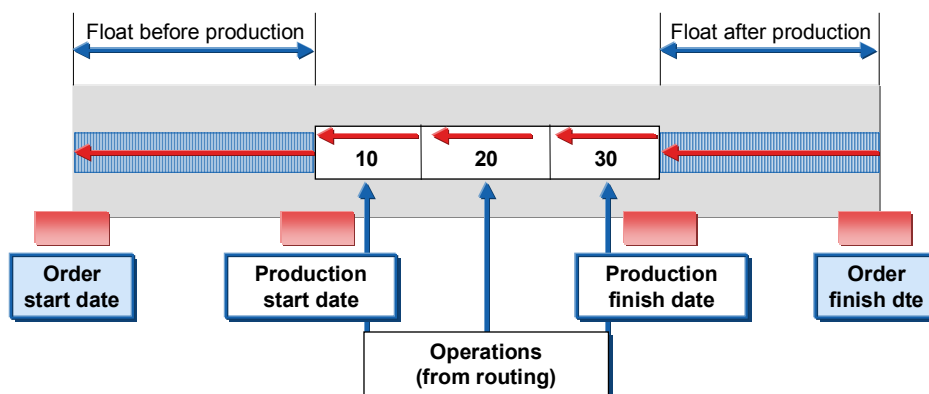 Float before production
Float after production
10
20
30
Order
start date
Production
start date
Production
finish date
Order
finish dte
Operations
(from routing)